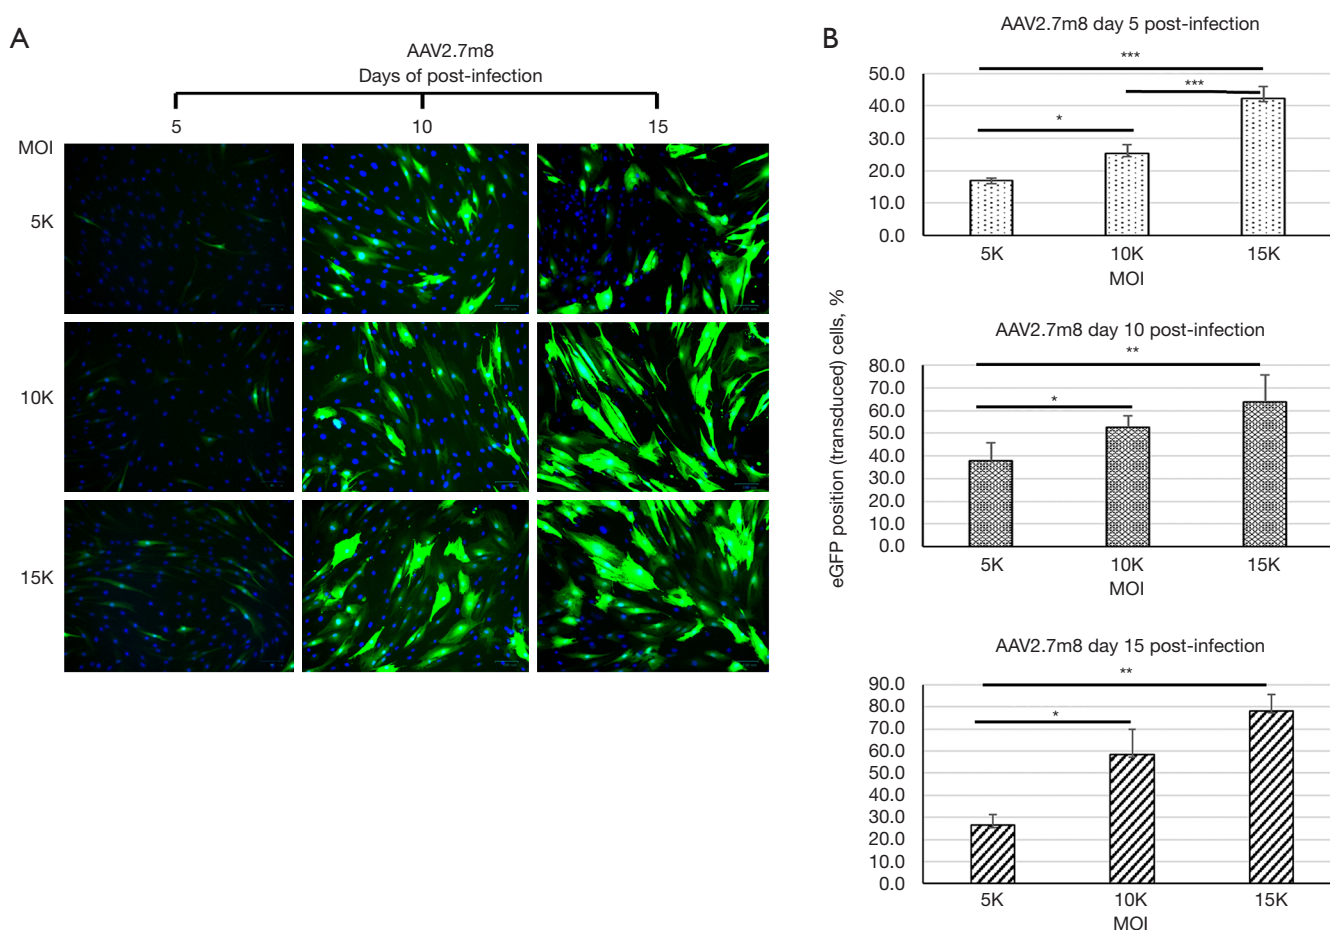 A
AAV2.7m8
Days of post-infection
5 10 15
MOI
5K
10K
15K
B
eGFP position (transduced) cells, %
AAV2.7m8 day 5 post-infection
***
***
*
50.0
40.0
30.0
20.0
10.0
0.0
5K 10K 15K
MOI
AAV2.7m8 day 10 post-infection
**
*
80.0
70.0
60.0
50.0
40.0
30.0
20.0
10.0
0.0
5K 10K 15K
MOI
AAV2.7m8 day 15 post-infection
**
*
90.0
80.0
70.0
60.0
50.0
40.0
30.0
20.0
10.0
0.0
5K 10K 15K
MOI